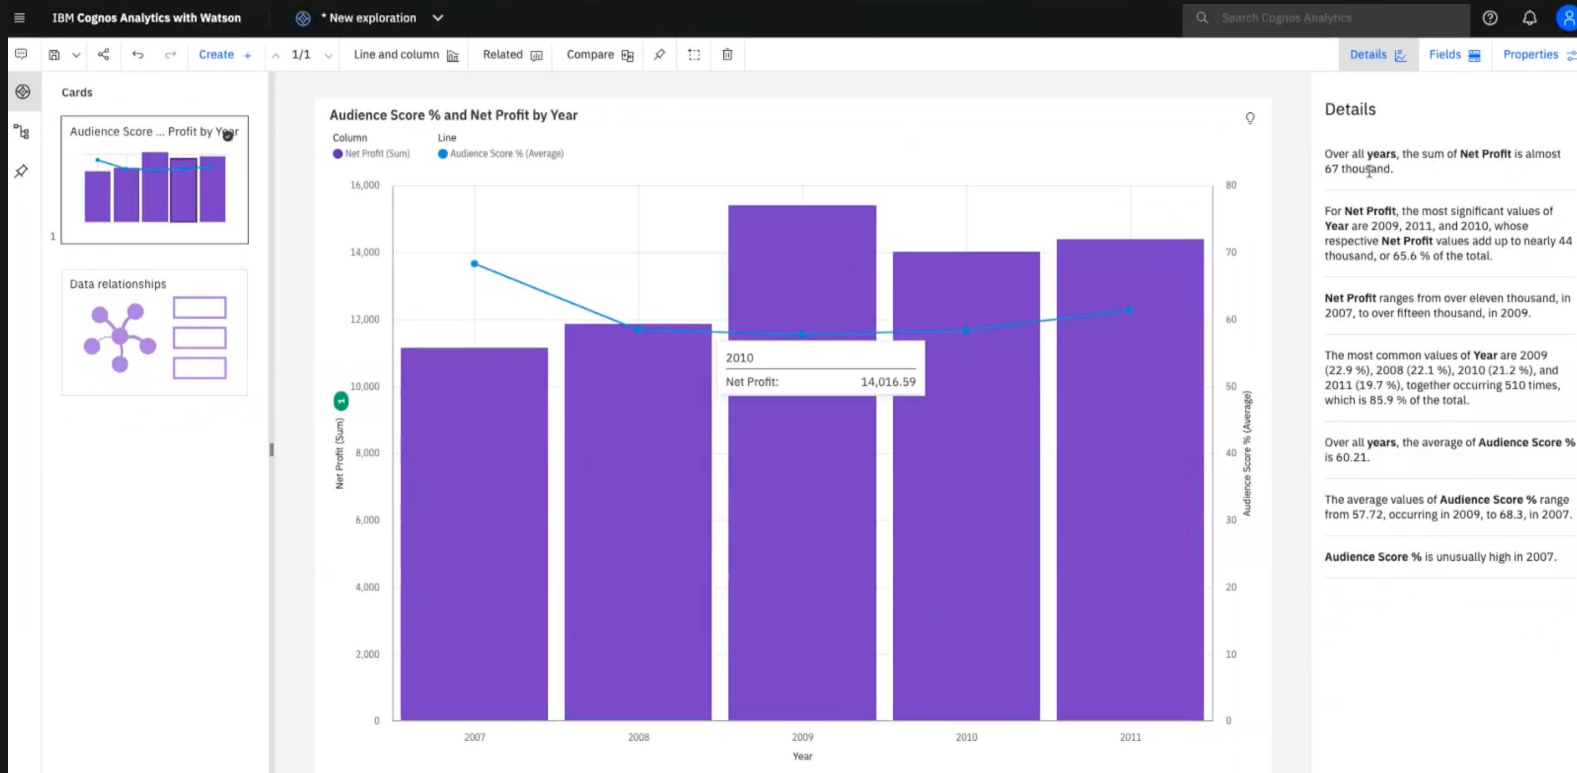 IBM Cognos Analytics with Watson
* New exploration
Search Cognos Analytics
Create +
1/1
Line and column
Related
Compare
Details
Fields
Properties
Cards
Audience Score ... Profit by Year
1
Data relationships
Audience Score % and Net Profit by Year
Column
Line
Net Profit (Sum)
Audience Score % (Average)
16,000
14,000
12,000
10,000
8,000
6,000
4,000
2,000
0
1
Net Profit (Sum)
80
70
60
50
40
30
20
10
0
Audience Score % (Average)
2010
Net Profit: 14,016.59
2007 2008 2009 2010 2011
Year
Details
Over all years, the sum of Net Profit is almost
67 thousand.
For Net Profit, the most significant values of
Year are 2009, 2011, and 2010, whose
respective Net Profit values add up to nearly 44
thousand, or 65.6 % of the total.
Net Profit ranges from over eleven thousand, in
2007, to over fifteen thousand, in 2009.
The most common values of Year are 2009
(22.9 %), 2008 (22.1 %), 2010 (21.2 %), and
2011 (19.7 %), together occurring 510 times,
which is 85.9 % of the total.
Over all years, the average of Audience Score %
is 60.21.
The average values of Audience Score % range
from 57.72, occurring in 2009, to 68.3, in 2007.
Audience Score % is unusually high in 2007.